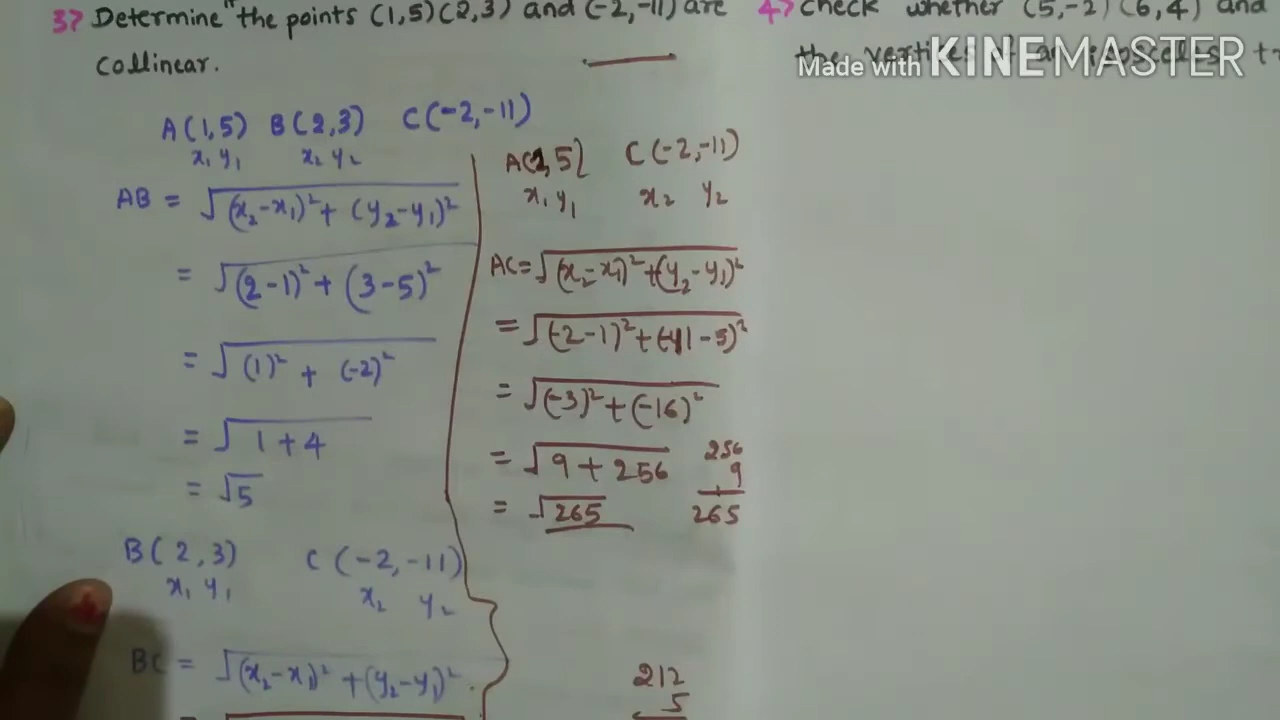 3> Determine the points (1,5)(2,3) and (-2,-11) are
collinear.
A(1,5) B(2,3) C(-2,-11)
x₁ y₁ x₂ y₂
AB = √(x₂-x₁)²+ (y₂-y₁)²
= √(2-1)²+ (3-5)²
= √(1)² + (-2)²
= √1+4
= √5
B(2,3) C(-2,-11)
x₁ y₁ x₂ y₂
BC = √(x₂-x₁)² +(y₂-y₁)²
A(1,5) C(-2,-11)
x₁ y₁ x₂ y₂
AC=√(x₂-x₁)²+(y₂-y₁)²
=√(-2-1)²+(-11-5)²
=√(-3)²+(-16)²
=√9+256
=√265
256
9
+
265
212
5
4> Check whether (5,-2)(6,4) and
the vertices
Made with KINEMASTER